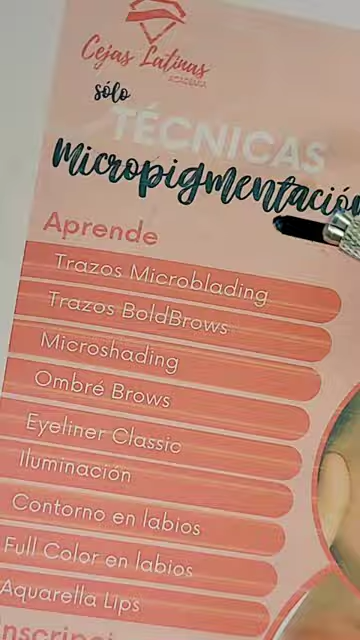 Cejas Latinas
ACADEMIA
sólo
TÉCNICAS
Micropigmentación
Aprende
Trazos Microblading
Trazos BoldBrows
Microshading
Ombré Brows
Eyeliner Classic
Iluminación
Contorno en labios
Full Color en labios
Aquarella Lips